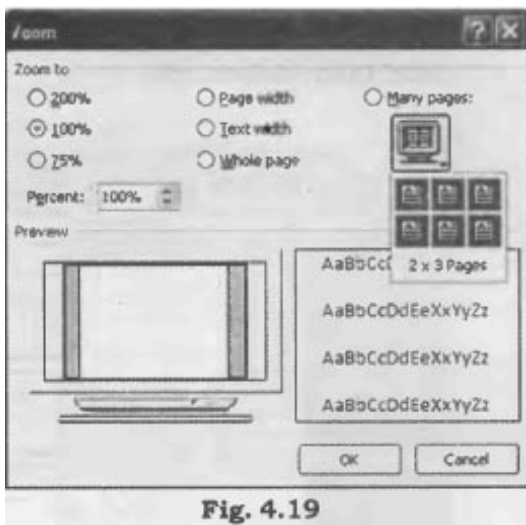 Zoom
Zoom to
200%
Page width
Many pages:
100%
Text width
75%
Whole page
Percent: 100%
Preview
AaBbCc
2 x 3 Pages
AaBbCcDdEeXxYyZz
AaBbCcDdEeXxYyZz
AaBbCcDdEeXxYyZz
OK
Cancel
Fig. 4.19